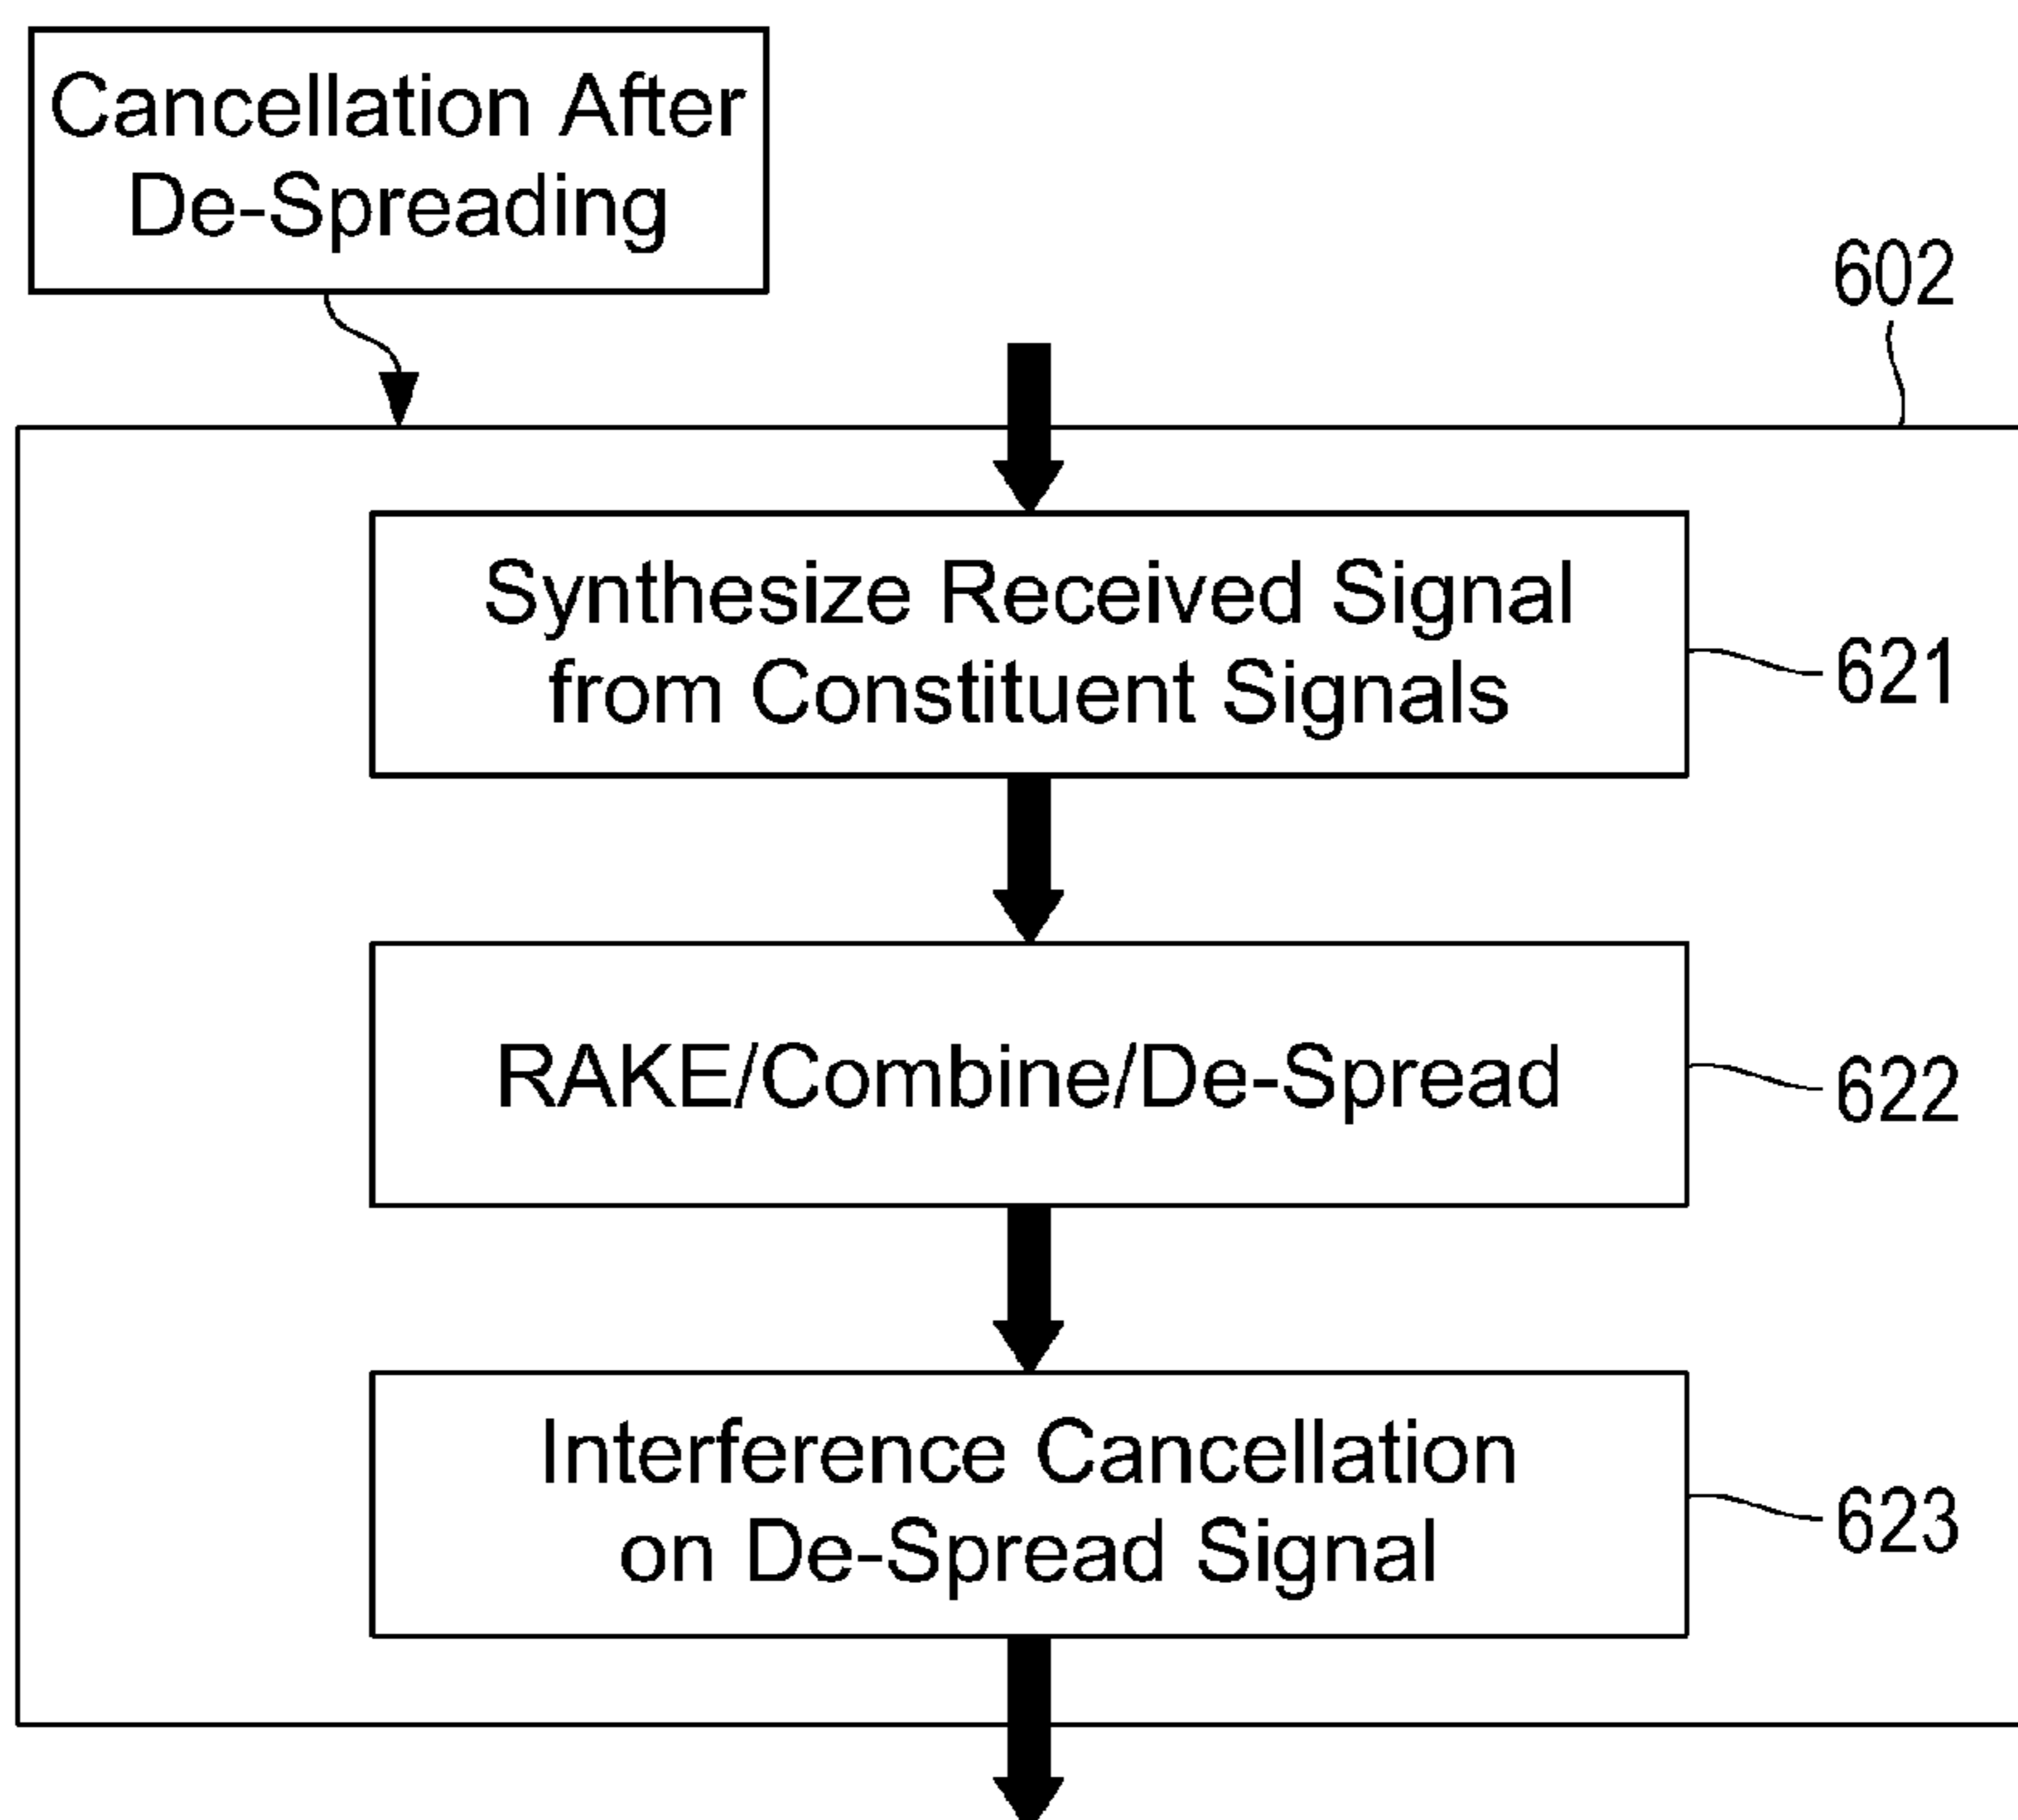 Cancellation After
De-Spreading
602
Synthesize Received Signal
from Constituent Signals
621
RAKE/Combine/De-Spread
622
Interference Cancellation
on De-Spread Signal
623